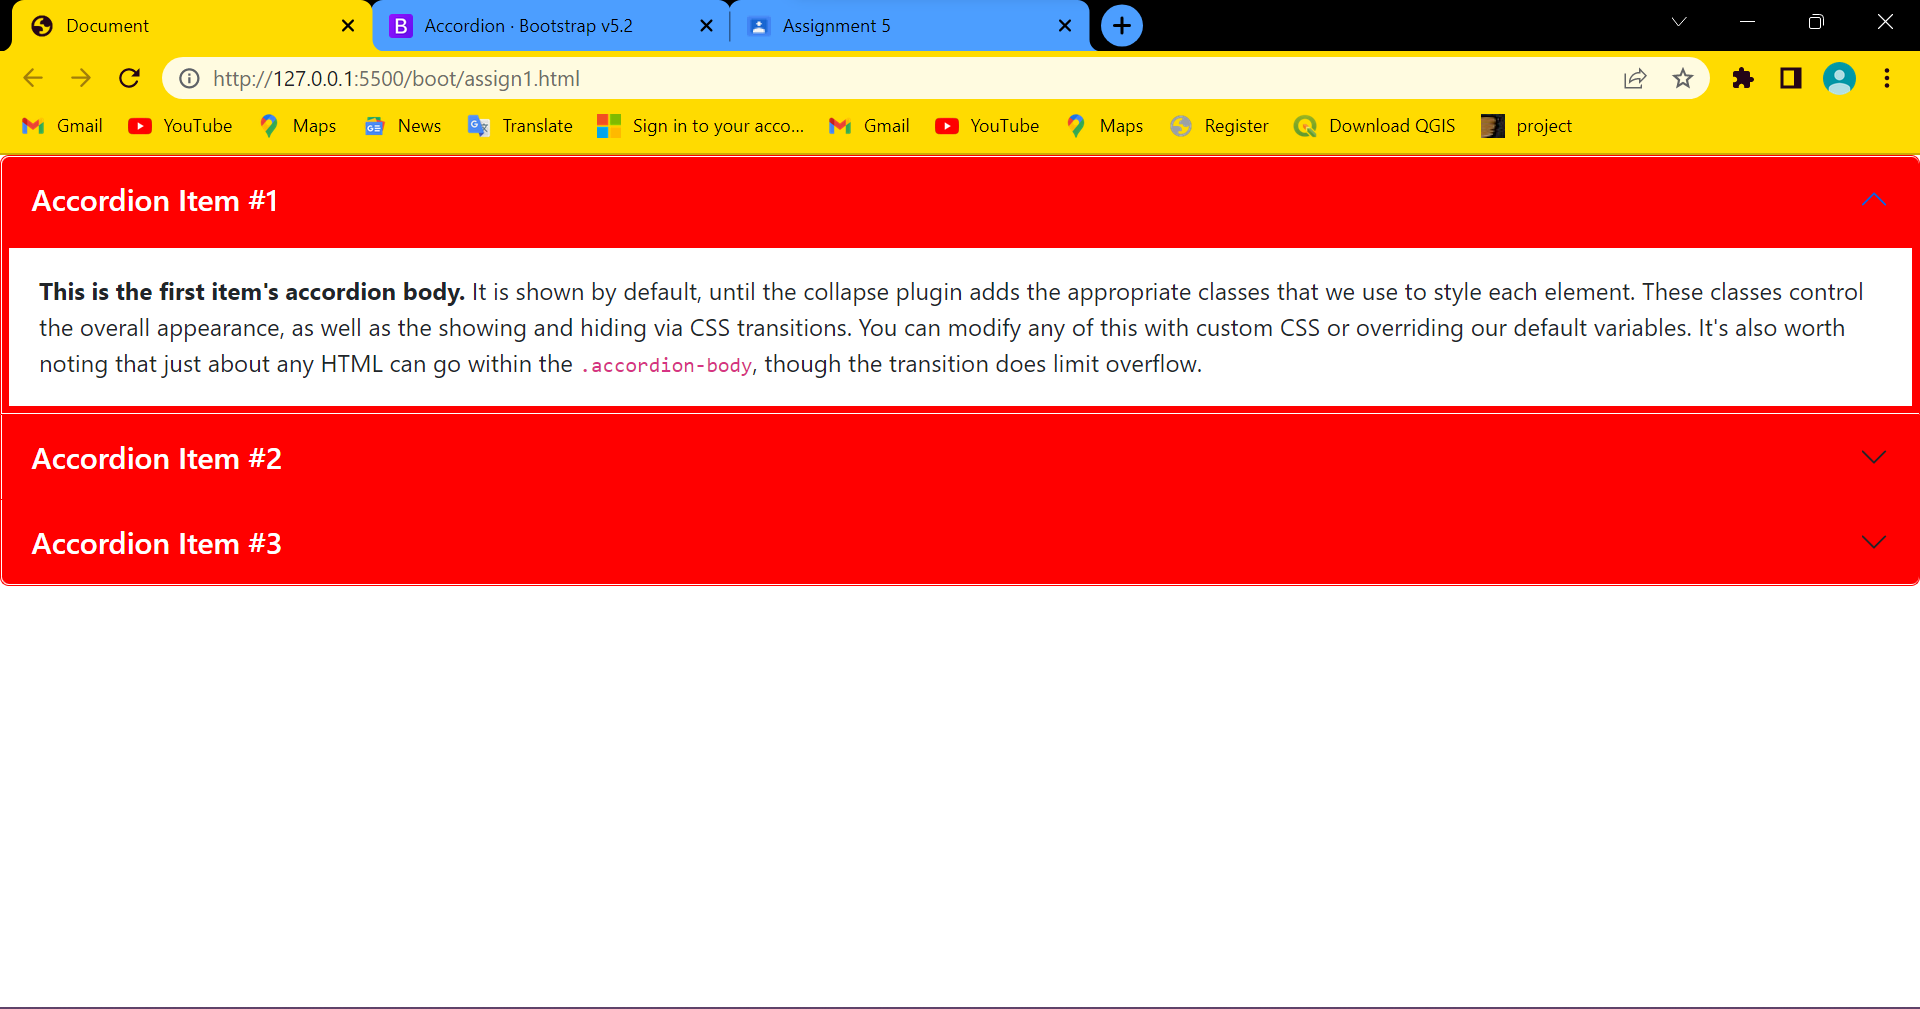 Document
Accordion · Bootstrap v5.2
Assignment 5
http://127.0.0.1:5500/boot/assign1.html
Gmail YouTube Maps News Translate Sign in to your acco... Gmail YouTube Maps Register Download QGIS project
Accordion Item #1
This is the first item's accordion body. It is shown by default, until the collapse plugin adds the appropriate classes that we use to style each element. These classes control
the overall appearance, as well as the showing and hiding via CSS transitions. You can modify any of this with custom CSS or overriding our default variables. It's also worth
noting that just about any HTML can go within the .accordion-body, though the transition does limit overflow.
Accordion Item #2
Accordion Item #3